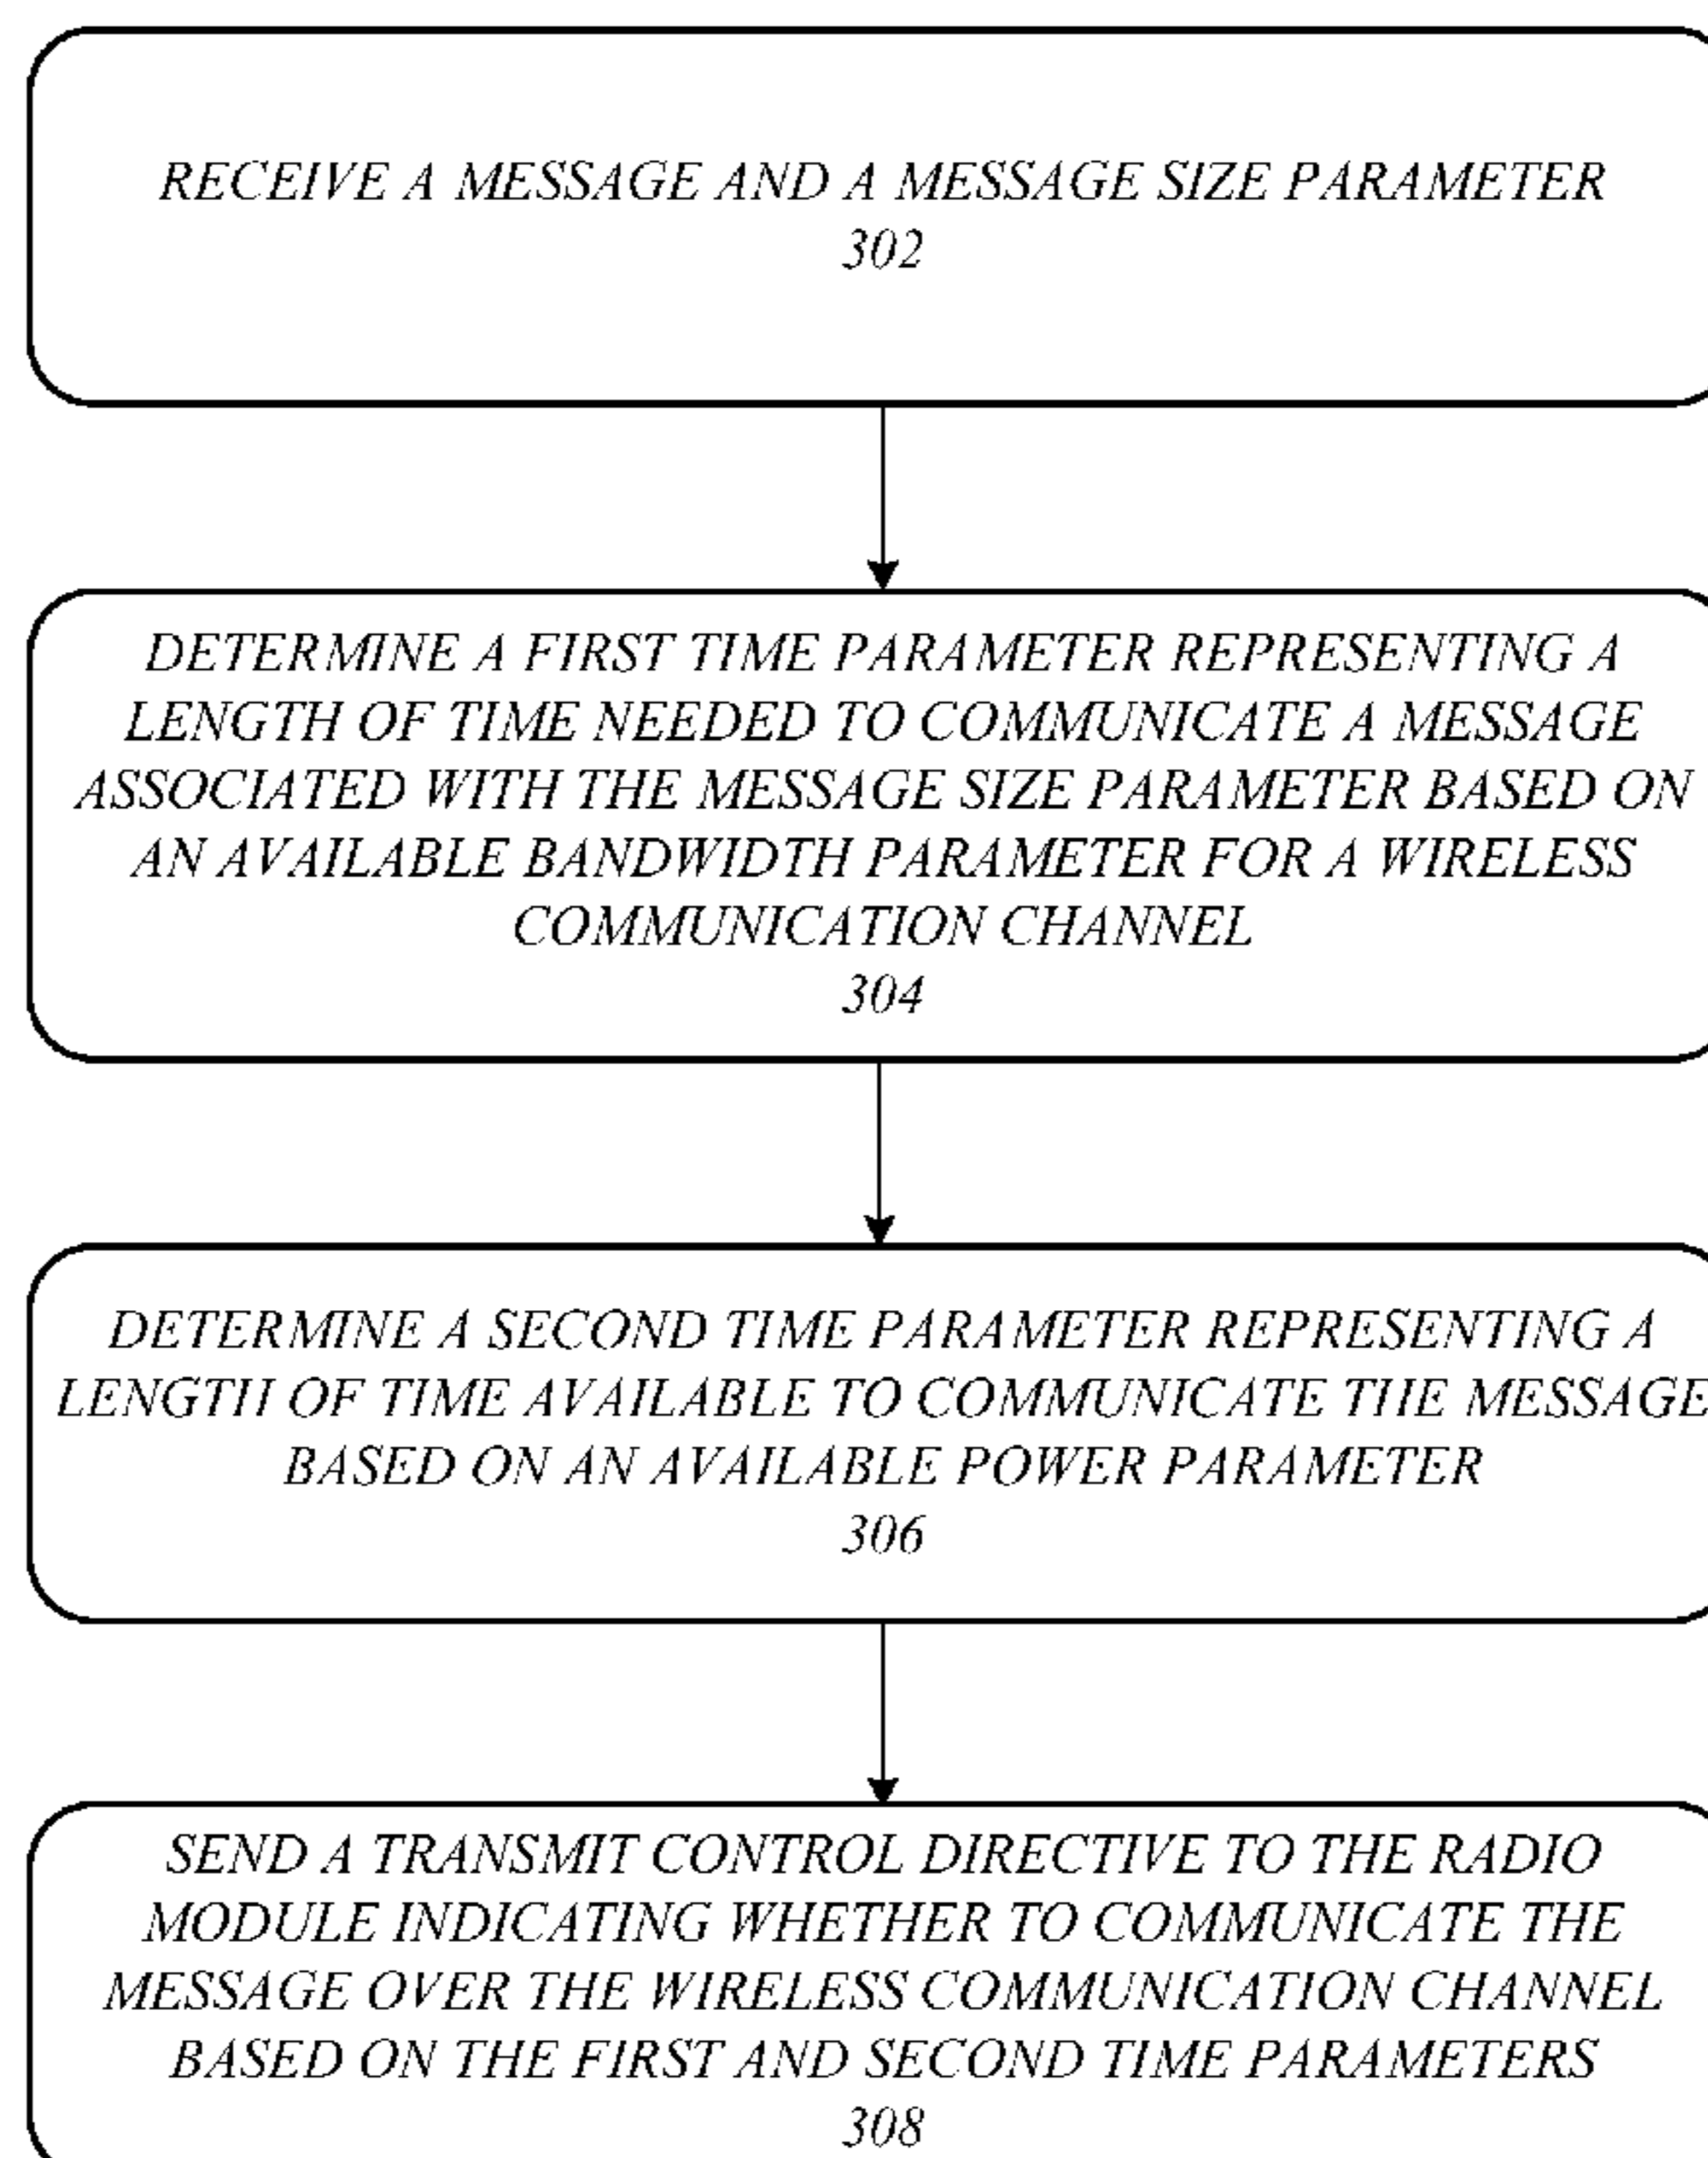 RECEIVE A MESSAGE AND A MESSAGE SIZE PARAMETER
302
DETERMINE A FIRST TIME PARAMETER REPRESENTING A
LENGTH OF TIME NEEDED TO COMMUNICATE A MESSAGE
ASSOCIATED WITH THE MESSAGE SIZE PARAMETER BASED ON
AN AVAILABLE BANDWIDTH PARAMETER FOR A WIRELESS
COMMUNICATION CHANNEL
304
DETERMINE A SECOND TIME PARAMETER REPRESENTING A
LENGTH OF TIME AVAILABLE TO COMMUNICATE THE MESSAGE
BASED ON AN AVAILABLE POWER PARAMETER
306
SEND A TRANSMIT CONTROL DIRECTIVE TO THE RADIO
MODULE INDICATING WHETHER TO COMMUNICATE THE
MESSAGE OVER THE WIRELESS COMMUNICATION CHANNEL
BASED ON THE FIRST AND SECOND TIME PARAMETERS
308